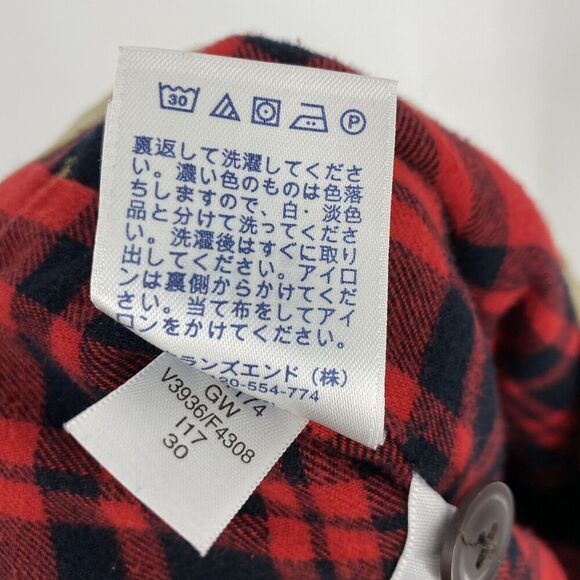 30 P
裏返して洗濯してくださ
い。濃い色のものは色落
ちしますので、白・淡色
品と分けて洗ってくださ
い。洗濯後はすぐに取り
出してください。アイロ
ンは裏側からかけてくだ
さい。当て布をしてアイ
ロンをかけてください。
ランズエンド（株）
-554-774
GW
V3936/F4308
I17
30